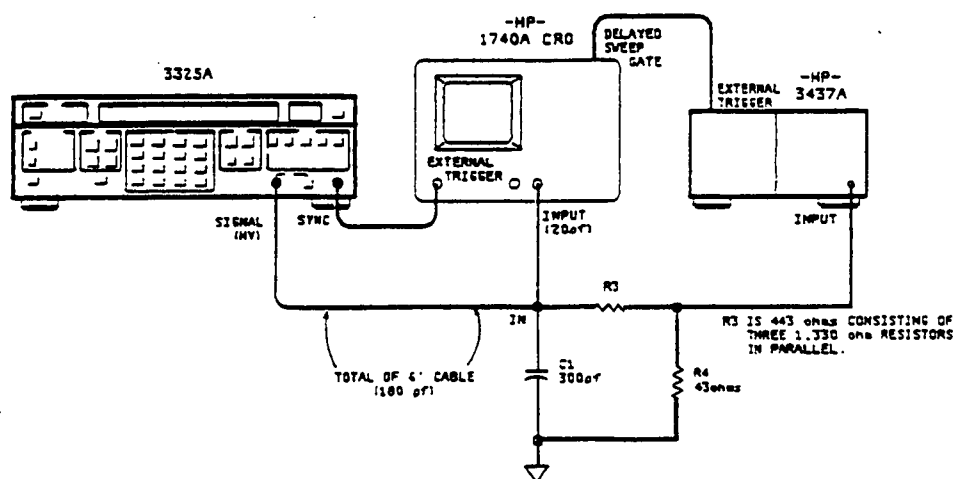 -HP-
1740A CRO
DELAYED
SWEEP
GATE
3325A
-HP-
3437A
EXTERNAL
TRIGGER
EXTERNAL
TRIGGER
SIGNAL
(HV)
SYNC
INPUT
(20pf)
INPUT
R3
IN
R3 IS 443 ohms CONSISTING OF
THREE 1,330 ohm RESISTORS
IN PARALLEL.
TOTAL OF 6' CABLE
(180 pf)
C1
300pf
R4
43ohms